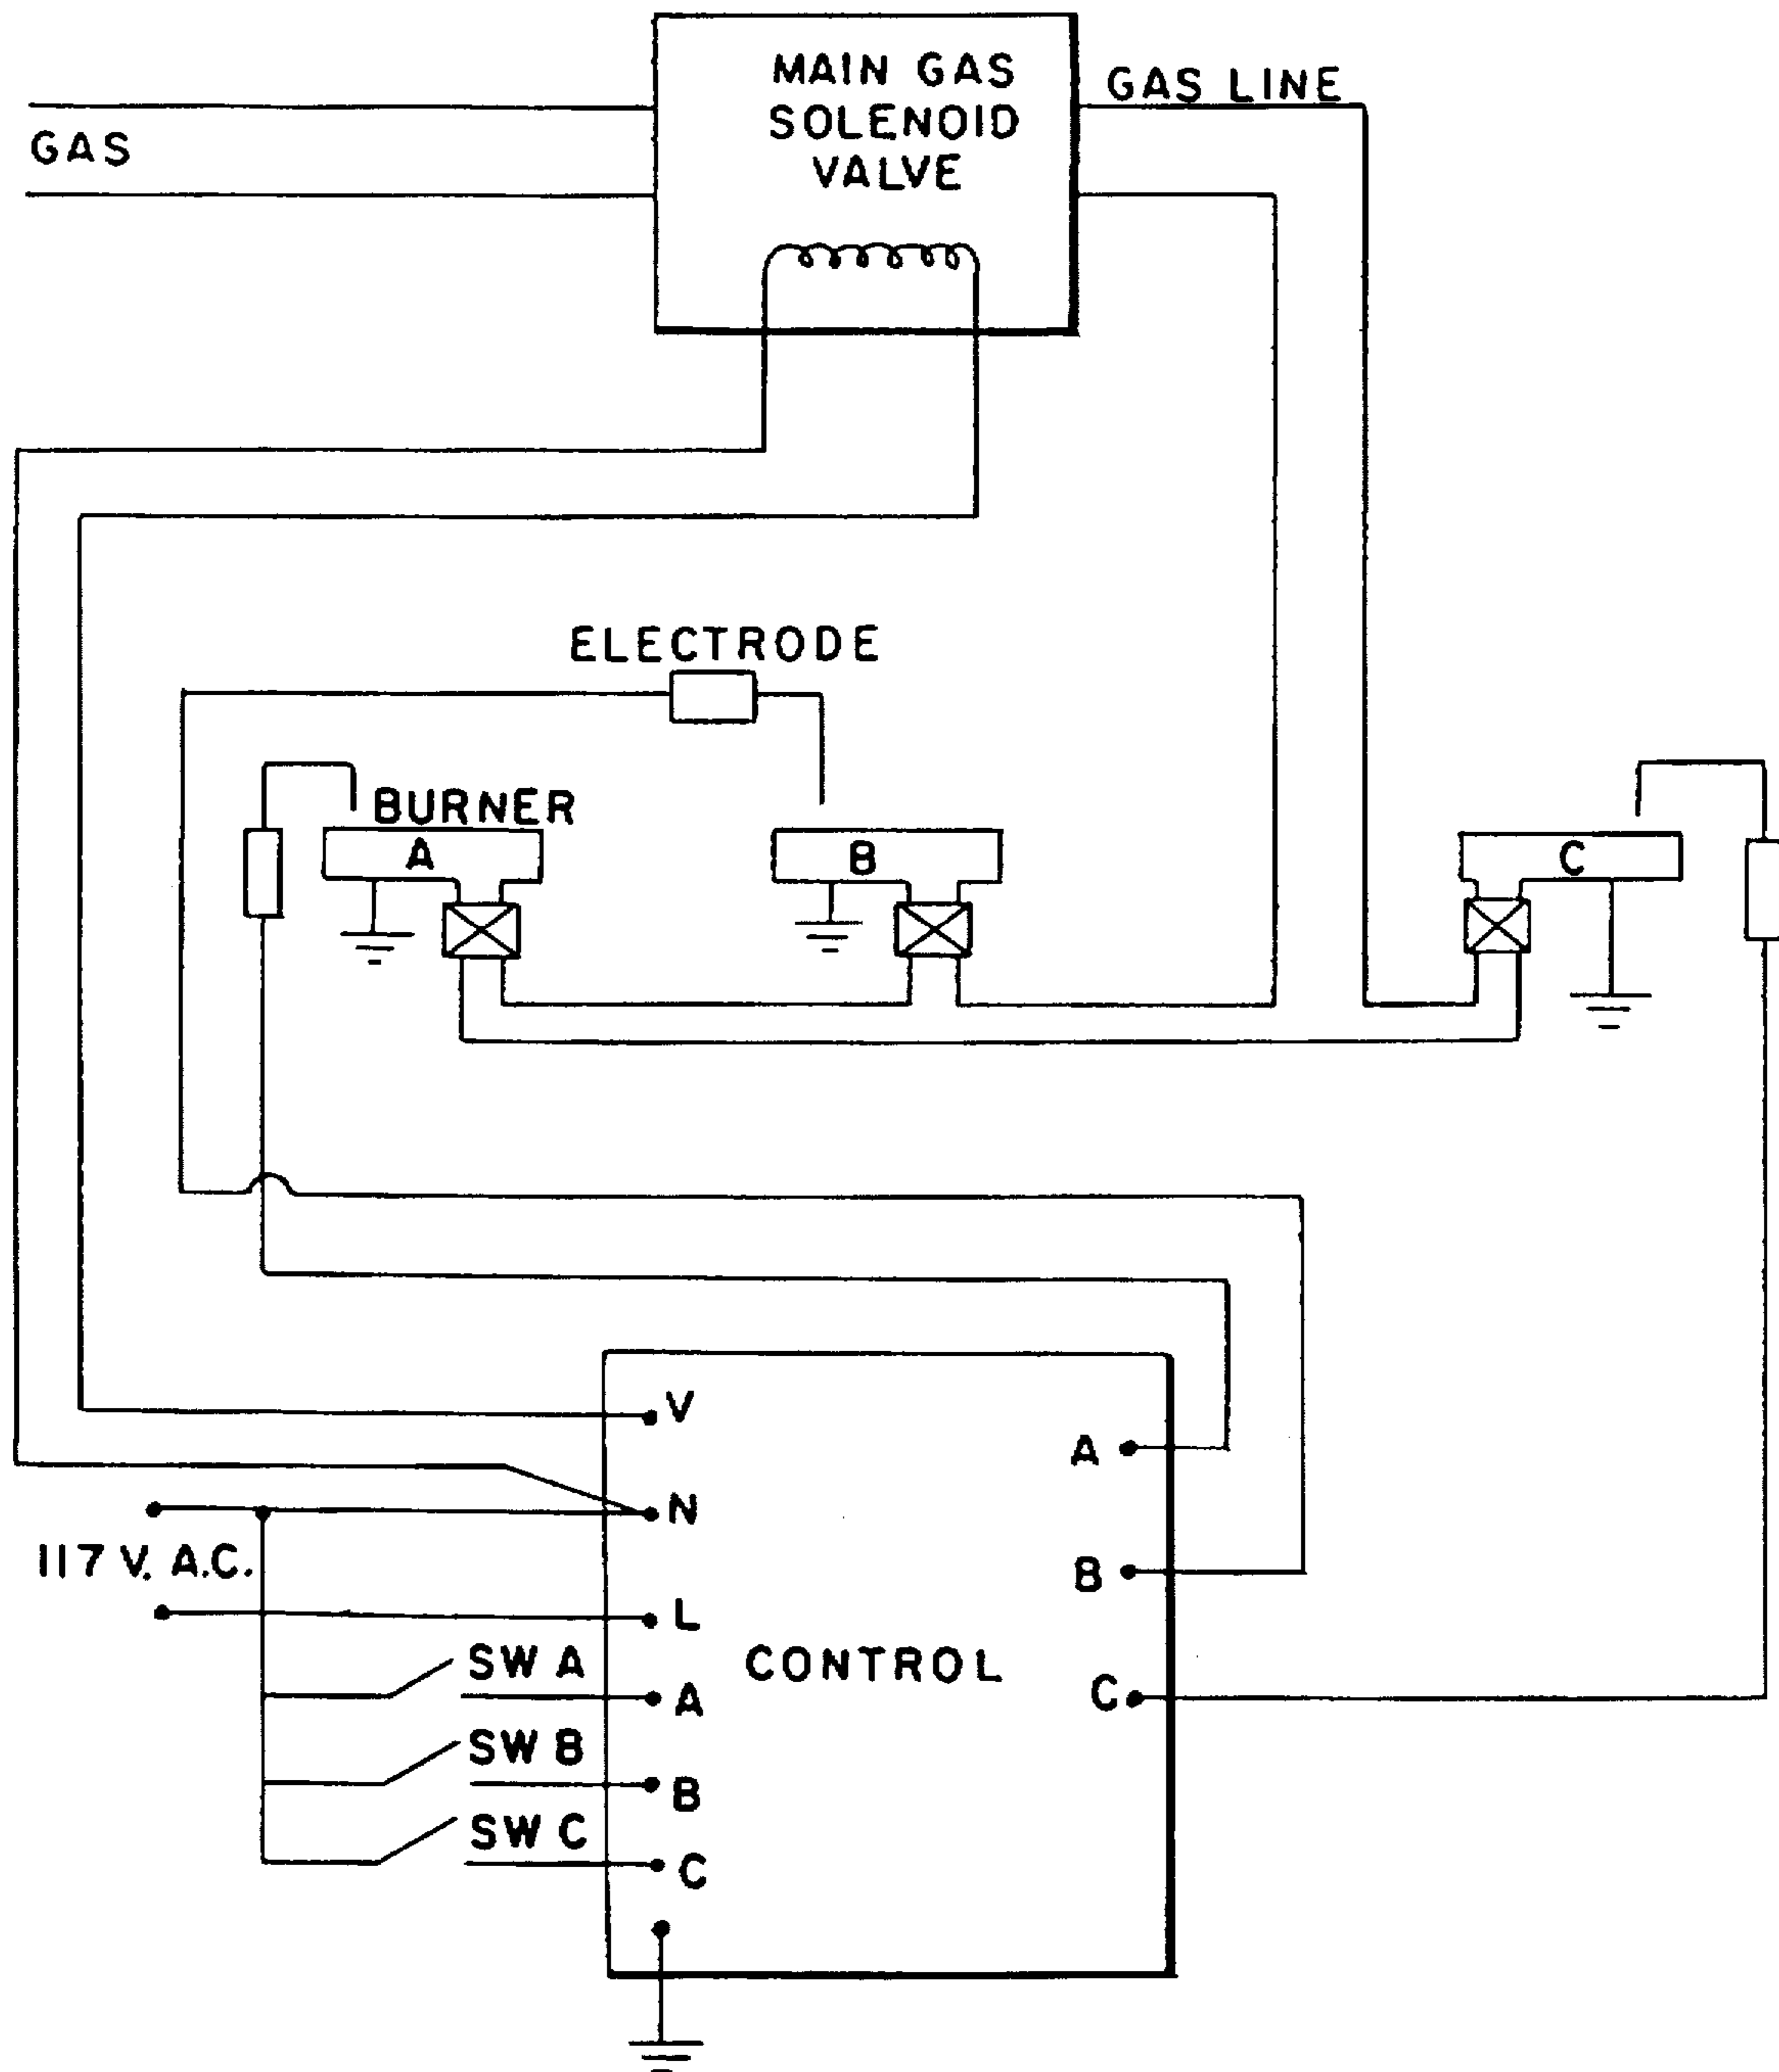 MAIN GAS
SOLENOID
VALVE
GAS LINE
GAS
ELECTRODE
BURNER
A
B
C
V
A
N
117 V. A.C.
B
L
SW A
CONTROL
A
C
SW B
B
SW C
C